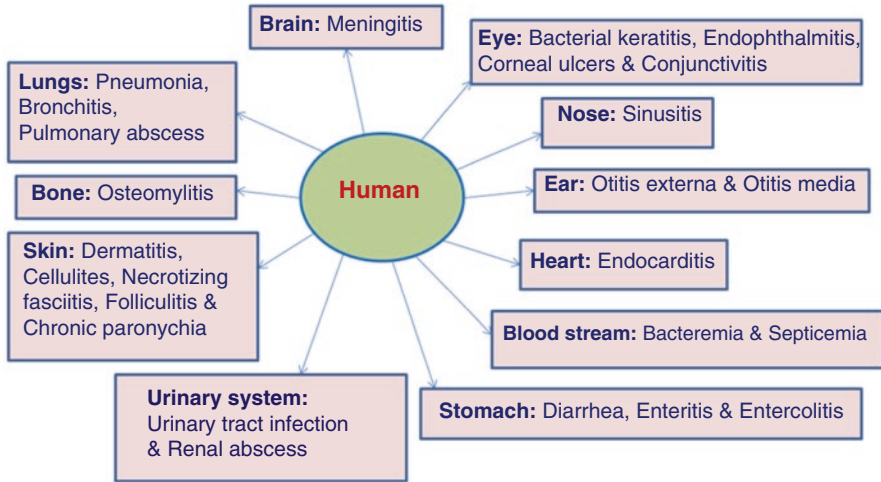 Brain: Meningitis
Eye: Bacterial keratitis, Endophthalmitis,
Corneal ulcers & Conjunctivitis
Lungs: Pneumonia,
Bronchitis,
Pulmonary abscess
Nose: Sinusitis
Human
Bone: Osteomylitis
Ear: Otitis externa & Otitis media
Skin: Dermatitis,
Cellulites, Necrotizing
fasciitis, Folliculitis &
Chronic paronychia
Heart: Endocarditis
Blood stream: Bacteremia & Septicemia
Urinary system:
Urinary tract infection
& Renal abscess
Stomach: Diarrhea, Enteritis & Entercolitis